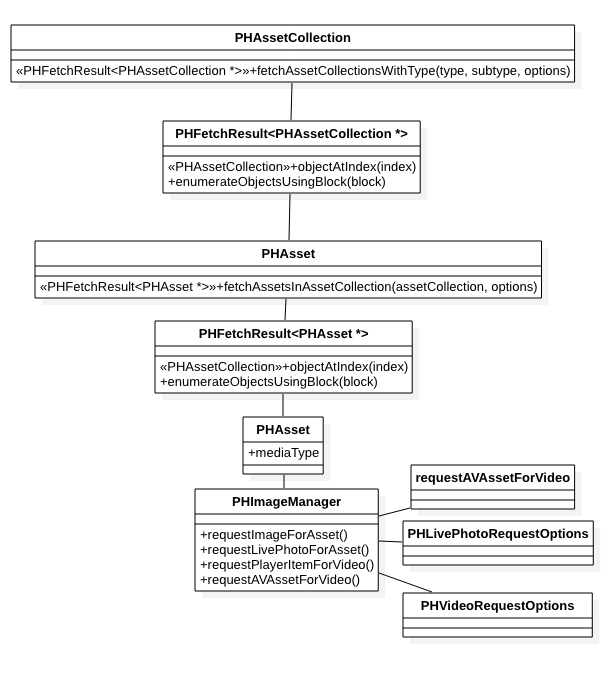 PHAssetCollection
«PHFetchResult<PHAssetCollection *>»+fetchAssetCollectionsWithType(type, subtype, options)
PHFetchResult<PHAssetCollection *>
«PHAssetCollection»+objectAtIndex(index)
+enumerateObjectsUsingBlock(block)
PHAsset
«PHFetchResult<PHAsset *>»+fetchAssetsInAssetCollection(assetCollection, options)
PHFetchResult<PHAsset *>
«PHAssetCollection»+objectAtIndex(index)
+enumerateObjectsUsingBlock(block)
PHAsset
+mediaType
PHImageManager
+requestImageForAsset()
+requestLivePhotoForAsset()
+requestPlayerItemForVideo()
+requestAVAssetForVideo()
requestAVAssetForVideo
PHLivePhotoRequestOptions
PHVideoRequestOptions